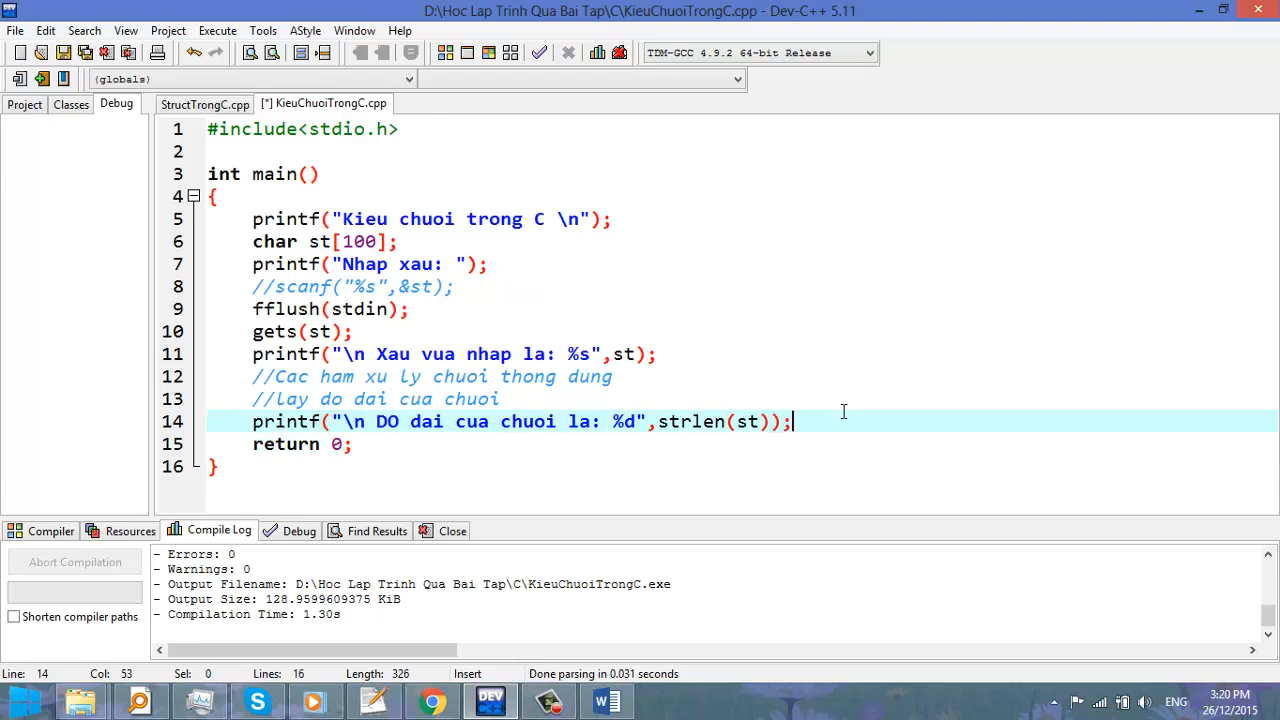 D:\Hoc Lap Trinh Qua Bai Tap\C\KieuChuoiTrongC.cpp - Dev-C++ 5.11
File Edit Search View Project Execute Tools AStyle Window Help
TDM-GCC 4.9.2 64-bit Release
(globals)
Project Classes Debug StructTrongC.cpp [*] KieuChuoiTrongC.cpp
1 #include<stdio.h>
2
3 int main()
4 {
5 printf("Kieu chuoi trong C \n");
6 char st[100];
7 printf("Nhap xau: ");
8 //scanf("%s",&st);
9 fflush(stdin);
10 gets(st);
11 printf("\n Xau vua nhap la: %s",st);
12 //Cac ham xu ly chuoi thong dung
13 //lay do dai cua chuoi
14 printf("\n DO dai cua chuoi la: %d",strlen(st));
15 return 0;
16 }
Compiler Resources Compile Log Debug Find Results Close
Abort Compilation
Shorten compiler paths
- Errors: 0
- Warnings: 0
- Output Filename: D:\Hoc Lap Trinh Qua Bai Tap\C\KieuChuoiTrongC.exe
- Output Size: 128.9599609375 KiB
- Compilation Time: 1.30s
Line: 14 Col: 53 Sel: 0 Lines: 16 Length: 326 Insert Done parsing in 0.031 seconds
DEV C++
ENG
3:20 PM
26/12/2015